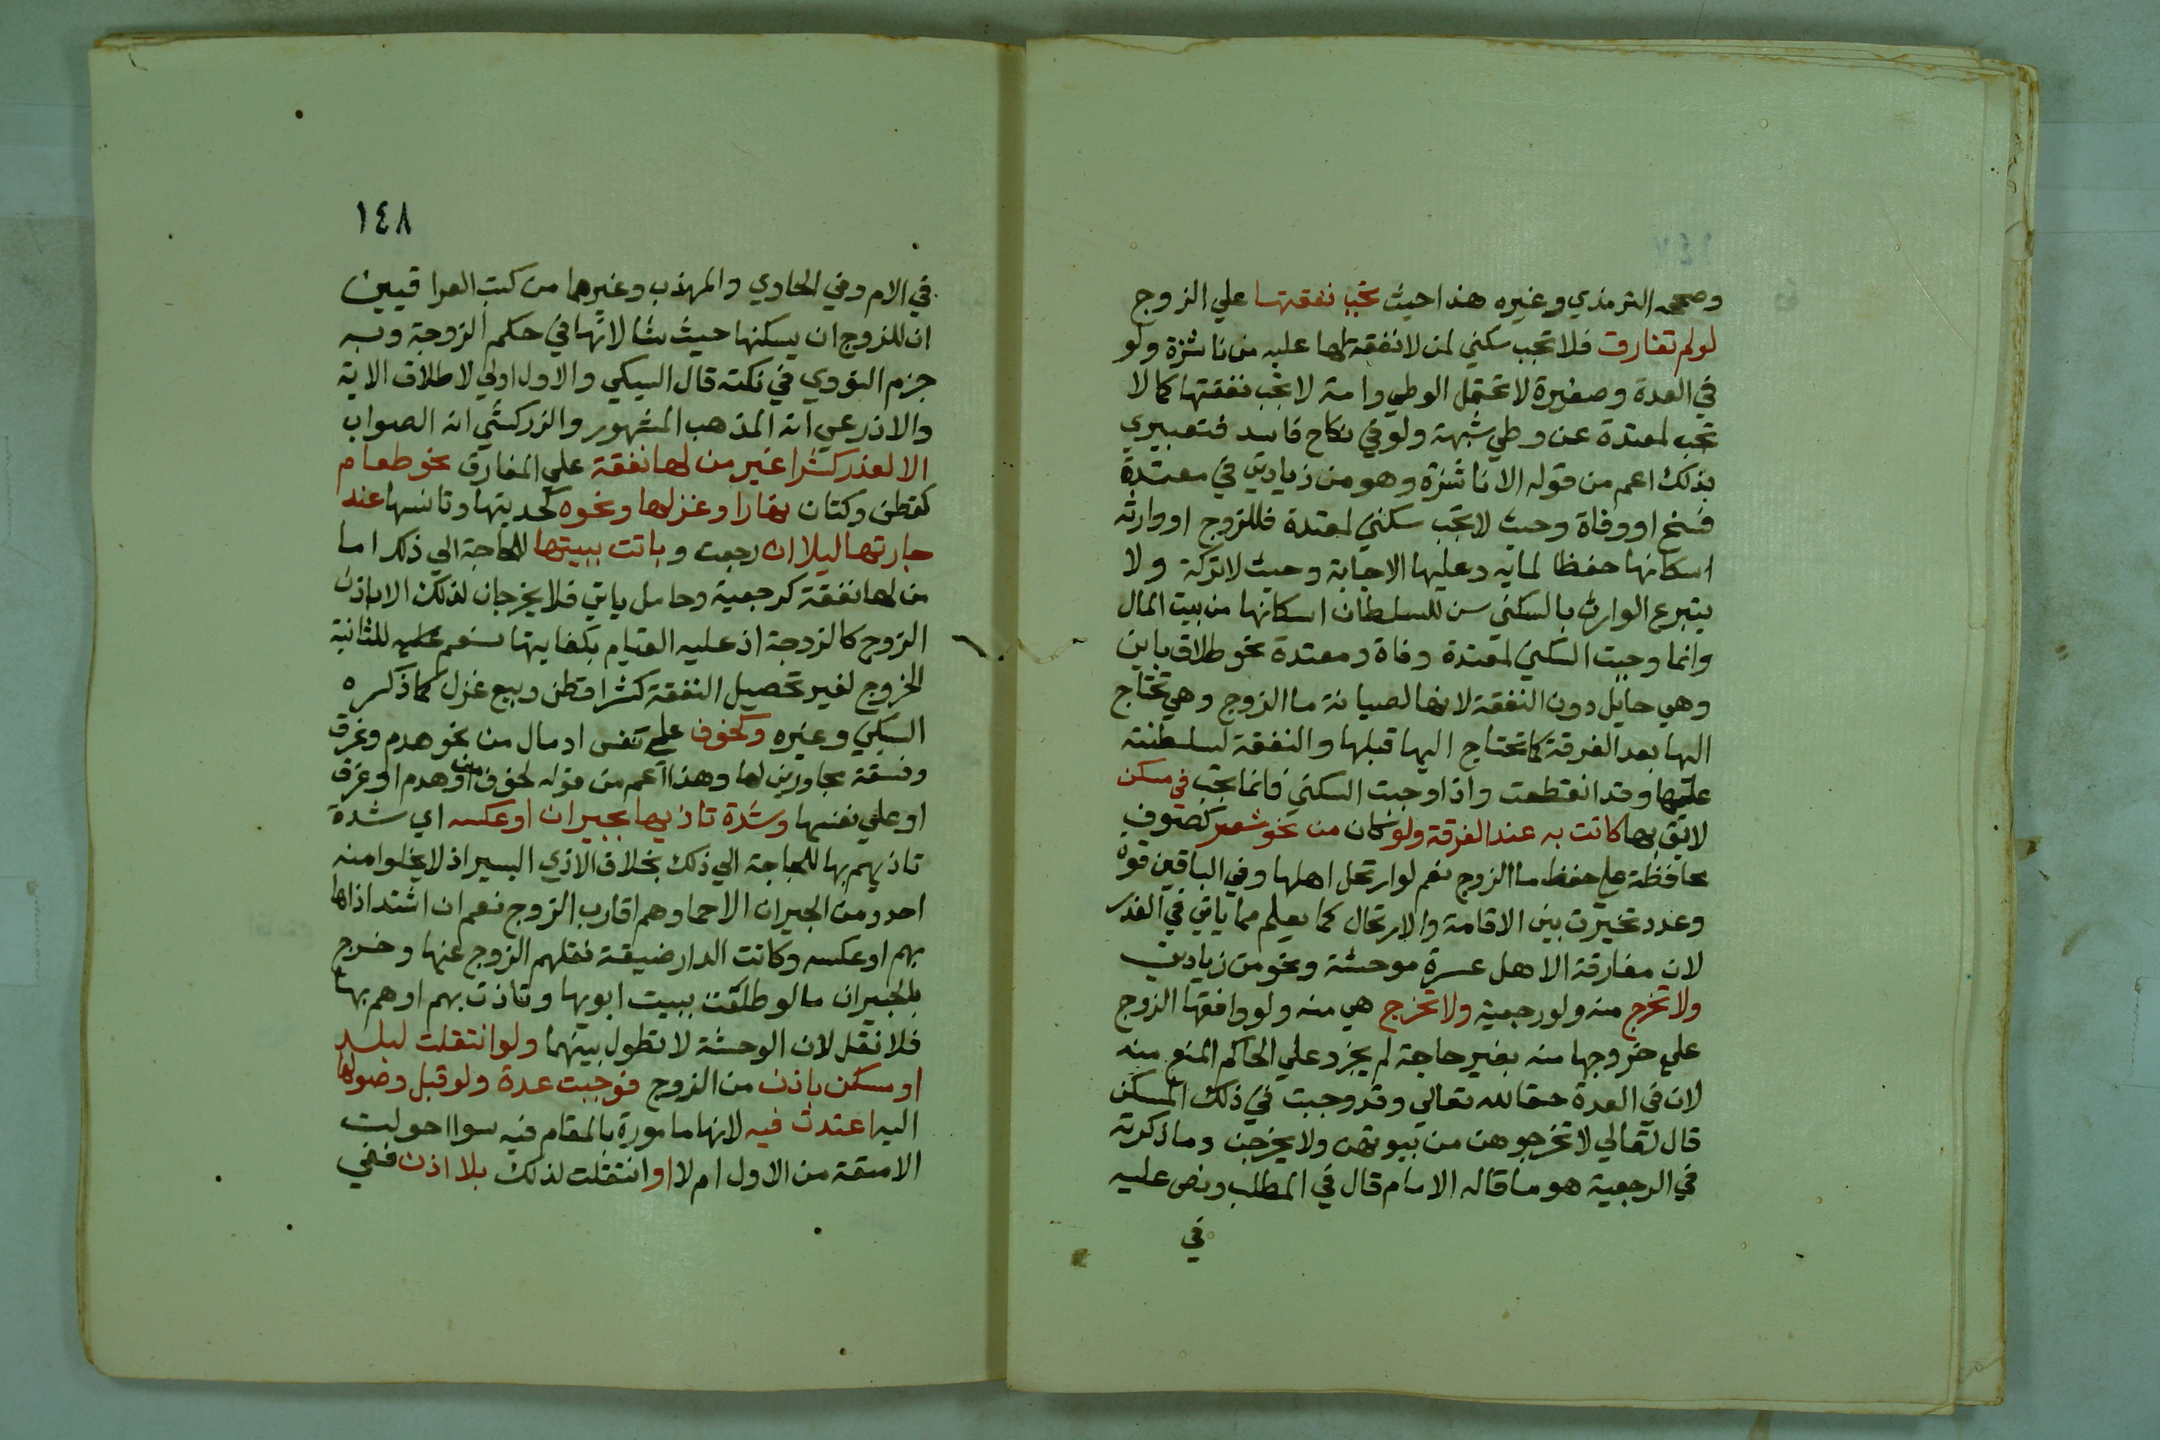 وصححه الترمذي وغيره هذا حيث تجب نفقتها علي الزوج
لو لم تفارق فلا تجب سكني لمن لا نفقة لها عليه من ناشزة ولو
في العدة وصغيرة لا تحتمل الوطي وامة لا تجب نفقتها كما لا
تجب لمعتدة عن وطي شبهة ولو في نكاح فاسد فتعبيري
بذلك اعم من قوله الا ناشزة وهو من زيادتي في معتدة
فسخ او وفاة وحيث لا تجب سكني لمعتدة فللزوج او وارثه
اسكانها حفظا لمايه وعليها الاجابة وحيث لا تركة ولا
يتبرع الوارث بالسكني سن للسلطان اسكانها من بيت المال
وانما وجبت السكني لمعتدة وفاة ومعتدة نحو طلاق باين
وهي حايل دون النفقة لانها لصيانة ما الزوج وهي تحتاج
اليها بعد الفرقة كما تحتاج اليها قبلها والنفقة لسلطنته
عليها وقد انقطعت واذا وجبت السكني فانما تجب في مسكن
لايق بها كانت به عند الفرقة ولو كان من نحو شعر كصوف
محافظة علي حفظ ما الزوج نعم لو ارتحل اهلها وفي الباقين قوة
وعدد تخيرت بين الاقامة والارتحال كما يعلم مما ياتي في العذر
لان مفارقة الاهل عسرة موحشة ونحو من زيادتي
ولا تخرج منه ولو رجعية ولا تخرج هي منه ولو وافقها الزوج
علي خروجها منه بغير حاجة لم يجز وعلي الحاكم المنع منه
لان في العدة حقا لله تعالي وقد وجبت في ذلك المسكن
قال تعالي لا تخرجوهن من بيوتهن ولا يخرجن وما ذكرته
في الرجعية هو ما قاله الامام قال في المطلب ونص عليه
في
١٤٨
في الام وفي الحاوي والمهذب وغيرهما من كتب العراقيين
ان للزوج ان يسكنها حيث شا لانها في حكم الزوجة وبه
جزم النووي في نكته قال السبكي والاول اولي لاطلاق الاية
والاذرعي انه المذهب المشهور والزركشي انه الصواب
الا لعذر كشرا غير من لها نفقة علي المفارق نحو طعام
كقطن وكتان نهارا وغزلها ونحوه كحديثها وتانسها عند
جارتها ليلا ان رجعت وباتت ببيتها للحاجة الي ذلك اما
من لها نفقة كرجعية وحامل باين فلا يخرجان لذلك الا باذن
الزوج كالزوجة اذ عليه القيام بكفايتها نعم عليه للثانية
الخروج لغير تحصيل النفقة كشرا قطن وبيع غزل كما ذكره
السبكي وغيره وكخوف علي نفس او مال من نحو هدم وغرق
وفسقة مجاورين لها وهذا اعم من قوله لخوف من هدم او غرق
او علي نفسها وشدة تاذيها بجيران او عكسه اي شدة
تاذيهم بها للحاجة الي ذلك بخلاف الاذي اليسير اذ لا يخلوا منه
احد ومن الجيران الاحما وهم اقارب الزوج نعم ان اشتد اذاها
بهم او عكسه وكانت الدار ضيقة نقلهم الزوج عنها وخرج
بالجيران ما لو طلقت ببيت ابويها وتاذت بهم او هم بها
فلا نقل لان الوحشة لا تطول بينهما ولو انتقلت لبلد
او مسكن باذن من الزوج فوجبت عدة ولو قبل وصولها
اليه اعتدت فيه لانها مامورة بالمقام فيه سوا احولت
الامتعة من الاول ام لا او انتقلت لذلك بلا اذن ففي